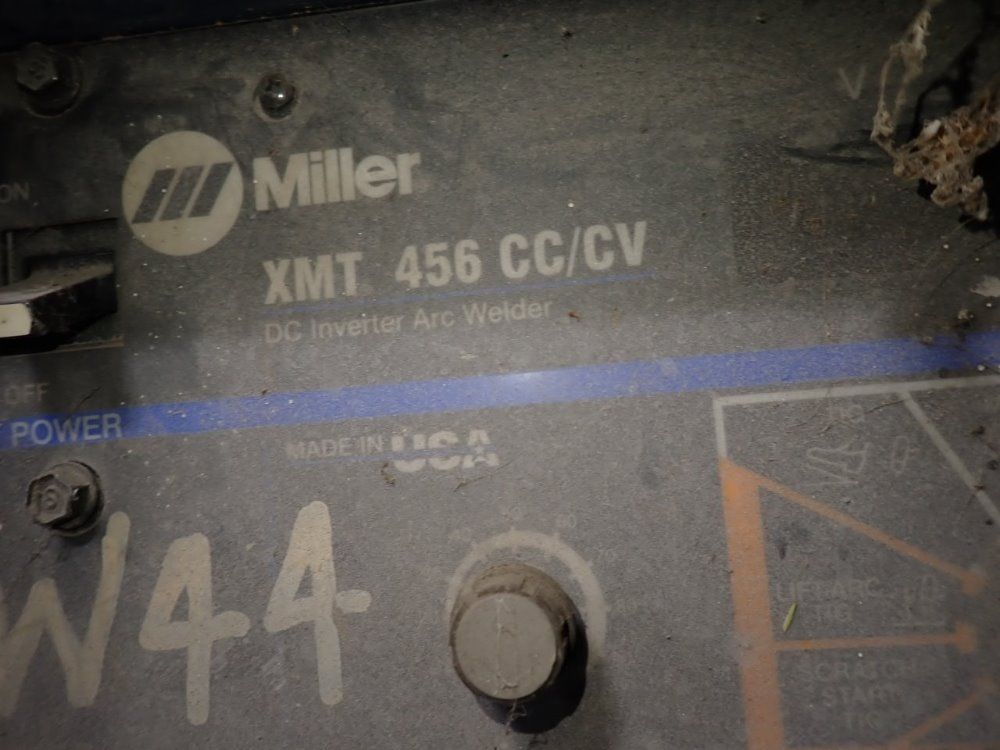 ON
Miller
XMT 456 CC/CV
DC Inverter Arc Welder
OFF
POWER
MADE IN USA
V
W44
LIFT-ARC
TIG
SCRATCH
START
TIG